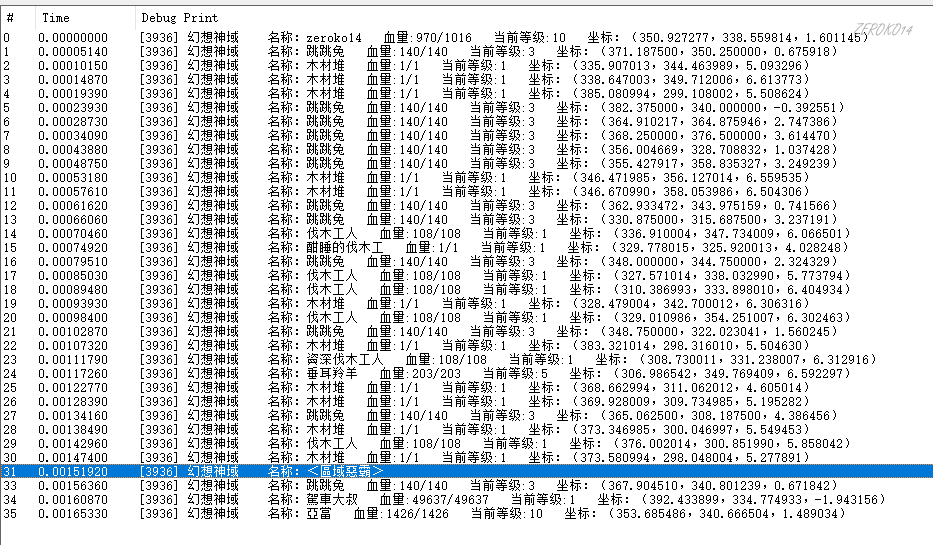 # Time Debug Print
ZEROKO14
0 0.00000000 [3936] 幻想神域 名称: zeroko14 血量:970/1016 当前等级:10 坐标: (350.927277, 338.559814, 1.601145)
1 0.00005140 [3936] 幻想神域 名称: 跳跳兔 血量:140/140 当前等级:3 坐标: (371.187500, 350.250000, 0.675918)
2 0.00010150 [3936] 幻想神域 名称: 木材堆 血量:1/1 当前等级:1 坐标: (335.907013, 344.463989, 5.093296)
3 0.00014870 [3936] 幻想神域 名称: 木材堆 血量:1/1 当前等级:1 坐标: (338.647003, 349.712006, 6.613773)
4 0.00019390 [3936] 幻想神域 名称: 木材堆 血量:1/1 当前等级:1 坐标: (385.080994, 299.108002, 5.508624)
5 0.00023930 [3936] 幻想神域 名称: 跳跳兔 血量:140/140 当前等级:3 坐标: (382.375000, 340.000000, -0.392551)
6 0.00028730 [3936] 幻想神域 名称: 跳跳兔 血量:140/140 当前等级:3 坐标: (364.910217, 364.875946, 2.747386)
7 0.00034090 [3936] 幻想神域 名称: 跳跳兔 血量:140/140 当前等级:3 坐标: (368.250000, 376.500000, 3.614470)
8 0.00043880 [3936] 幻想神域 名称: 跳跳兔 血量:140/140 当前等级:3 坐标: (356.004669, 328.708832, 1.037428)
9 0.00048750 [3936] 幻想神域 名称: 跳跳兔 血量:140/140 当前等级:3 坐标: (355.427917, 358.835327, 3.249239)
10 0.00053180 [3936] 幻想神域 名称: 木材堆 血量:1/1 当前等级:1 坐标: (346.471985, 356.127014, 6.559535)
11 0.00057610 [3936] 幻想神域 名称: 木材堆 血量:1/1 当前等级:1 坐标: (346.670990, 358.053986, 6.504306)
12 0.00061620 [3936] 幻想神域 名称: 跳跳兔 血量:140/140 当前等级:3 坐标: (362.933472, 343.975159, 0.741566)
13 0.00066060 [3936] 幻想神域 名称: 跳跳兔 血量:140/140 当前等级:3 坐标: (330.875000, 315.687500, 3.237191)
14 0.00070460 [3936] 幻想神域 名称: 伐木工人 血量:108/108 当前等级:1 坐标: (336.910004, 347.734009, 6.066501)
15 0.00074920 [3936] 幻想神域 名称: 酣睡的伐木工 血量:1/1 当前等级:1 坐标: (329.778015, 325.920013, 4.028248)
16 0.00079510 [3936] 幻想神域 名称: 跳跳兔 血量:140/140 当前等级:3 坐标: (348.000000, 344.750000, 2.324329)
17 0.00085030 [3936] 幻想神域 名称: 伐木工人 血量:108/108 当前等级:1 坐标: (327.571014, 338.032990, 5.773794)
18 0.00089480 [3936] 幻想神域 名称: 伐木工人 血量:108/108 当前等级:1 坐标: (310.386993, 333.898010, 6.404934)
19 0.00093930 [3936] 幻想神域 名称: 木材堆 血量:1/1 当前等级:1 坐标: (328.479004, 342.700012, 6.306316)
20 0.00098400 [3936] 幻想神域 名称: 伐木工人 血量:108/108 当前等级:1 坐标: (329.010986, 354.251007, 6.302463)
21 0.00102870 [3936] 幻想神域 名称: 跳跳兔 血量:140/140 当前等级:3 坐标: (348.750000, 322.023041, 1.560245)
22 0.00107320 [3936] 幻想神域 名称: 木材堆 血量:1/1 当前等级:1 坐标: (383.321014, 298.316010, 5.504630)
23 0.00111790 [3936] 幻想神域 名称: 資深伐木工人 血量:108/108 当前等级:1 坐标: (308.730011, 331.238007, 6.312916)
24 0.00117260 [3936] 幻想神域 名称: 垂耳羚羊 血量:203/203 当前等级:5 坐标: (306.986542, 349.769409, 6.592297)
25 0.00122770 [3936] 幻想神域 名称: 木材堆 血量:1/1 当前等级:1 坐标: (368.662994, 311.062012, 4.605014)
26 0.00128390 [3936] 幻想神域 名称: 木材堆 血量:1/1 当前等级:1 坐标: (369.928009, 309.734985, 5.195282)
27 0.00134160 [3936] 幻想神域 名称: 跳跳兔 血量:140/140 当前等级:3 坐标: (365.062500, 308.187500, 4.386456)
28 0.00138490 [3936] 幻想神域 名称: 木材堆 血量:1/1 当前等级:1 坐标: (373.346985, 300.046997, 5.549453)
29 0.00142960 [3936] 幻想神域 名称: 伐木工人 血量:108/108 当前等级:1 坐标: (376.002014, 300.851990, 5.858042)
30 0.00147400 [3936] 幻想神域 名称: 木材堆 血量:1/1 当前等级:1 坐标: (373.580994, 298.048004, 5.277891)
31 0.00151920 [3936] 幻想神域 名称: <區域惡霸>
33 0.00156360 [3936] 幻想神域 名称: 跳跳兔 血量:140/140 当前等级:3 坐标: (367.904510, 340.801239, 0.671842)
34 0.00160870 [3936] 幻想神域 名称: 駕車大叔 血量:49637/49637 当前等级:1 坐标: (392.433899, 334.774933, -1.943156)
35 0.00165330 [3936] 幻想神域 名称: 亞富 血量:1426/1426 当前等级:10 坐标: (353.685486, 340.666504, 1.489034)